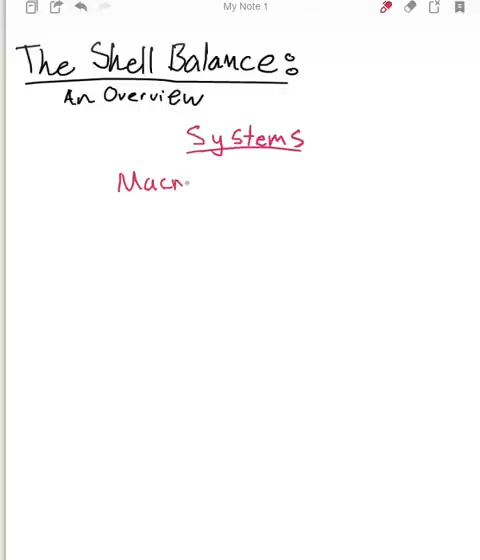 My Note 1
The Shell Balance:
An Overview
Systems
Macr